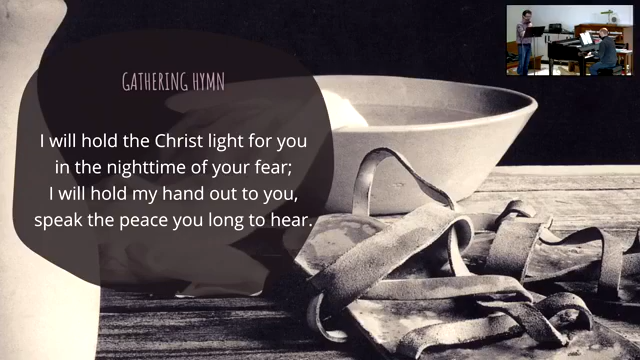 GATHERING HYMN
I will hold the Christ light for you
in the nighttime of your fear;
I will hold my hand out to you,
speak the peace you long to hear.